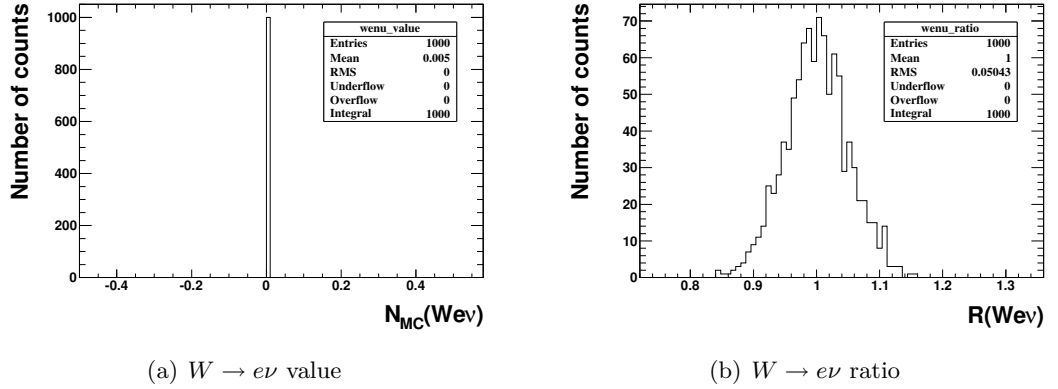 Number of counts
1000
800
600
400
200
0
wenu_value
Entries 1000
Mean 0.005
RMS 0
Underflow 0
Overflow 0
Integral 1000
-0.4 -0.2 0 0.2 0.4
N_MC(Weν)
(a) W → eν value
Number of counts
70
60
50
40
30
20
10
0
wenu_ratio
Entries 1000
Mean 1
RMS 0.05043
Underflow 0
Overflow 0
Integral 1000
0.8 0.9 1 1.1 1.2 1.3
R(Weν)
(b) W → eν ratio